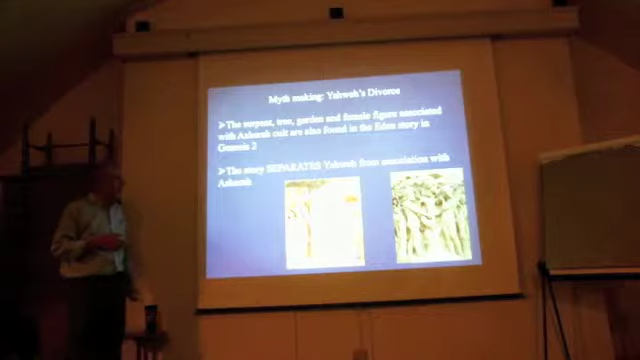 Myth making: Yahweh's Divorce
➤The serpent, tree, garden and female figure associated
with Asherah cult are also found in the Eden story in
Genesis 2
➤The story SEPARATES Yahweh from association with
Asherah